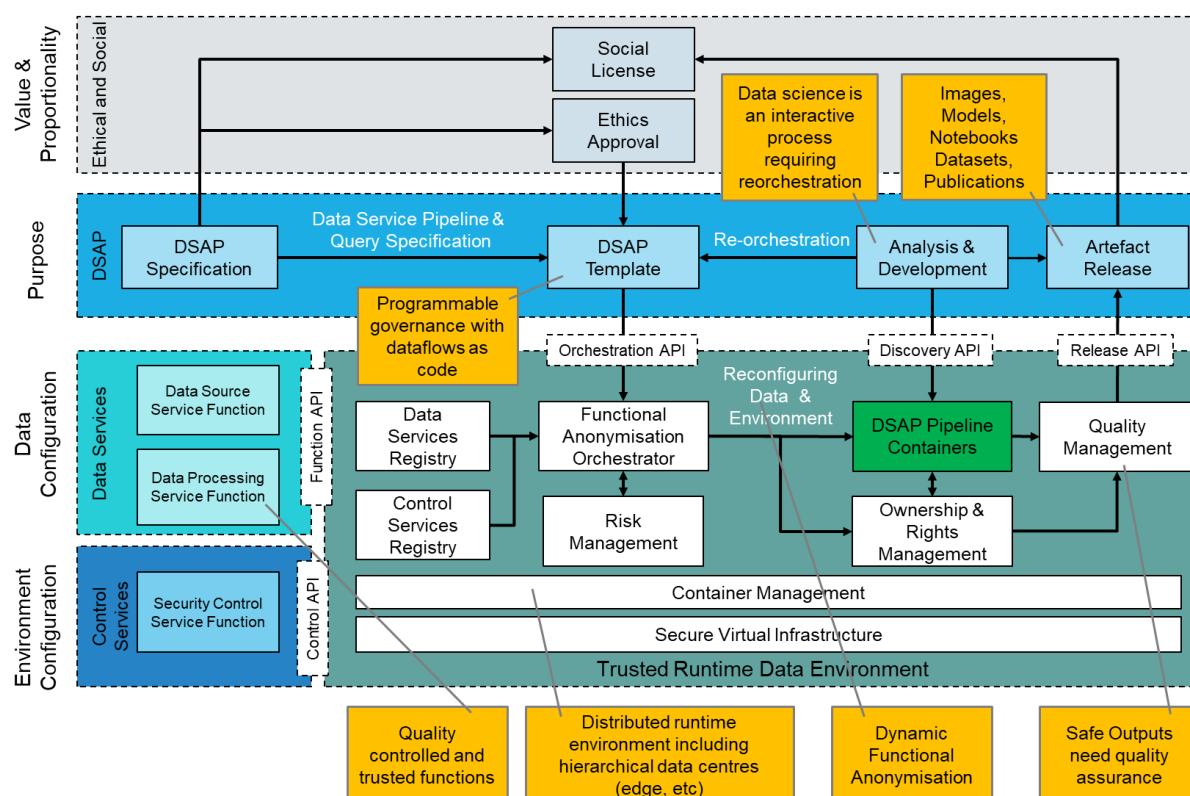 Value &
Proportionality
Ethical and Social
Social
License
Ethics
Approval
Data science is
an interactive
process
requiring
reorchestration
Images,
Models,
Notebooks
Datasets,
Publications
Purpose
DSAP
DSAP
Specification
Data Service Pipeline &
Query Specification
DSAP
Template
Re-orchestration
Analysis &
Development
Artefact
Release
Programmable
governance with
dataflows as
code
Orchestration API
Discovery API
Release API
Data
Configuration
Data Services
Data Source
Service Function
Data Processing
Service Function
Function API
Data
Services
Registry
Control
Services
Registry
Functional
Anonymisation
Orchestrator
Risk
Management
Reconfiguring
Data &
Environment
DSAP Pipeline
Containers
Ownership &
Rights
Management
Quality
Management
Environment
Configuration
Control
Services
Security Control
Service Function
Control API
Container Management
Secure Virtual Infrastructure
Trusted Runtime Data Environment
Quality
controlled and
trusted functions
Distributed runtime
environment including
hierarchical data centres
(edge, etc)
Dynamic
Functional
Anonymisation
Safe Outputs
need quality
assurance